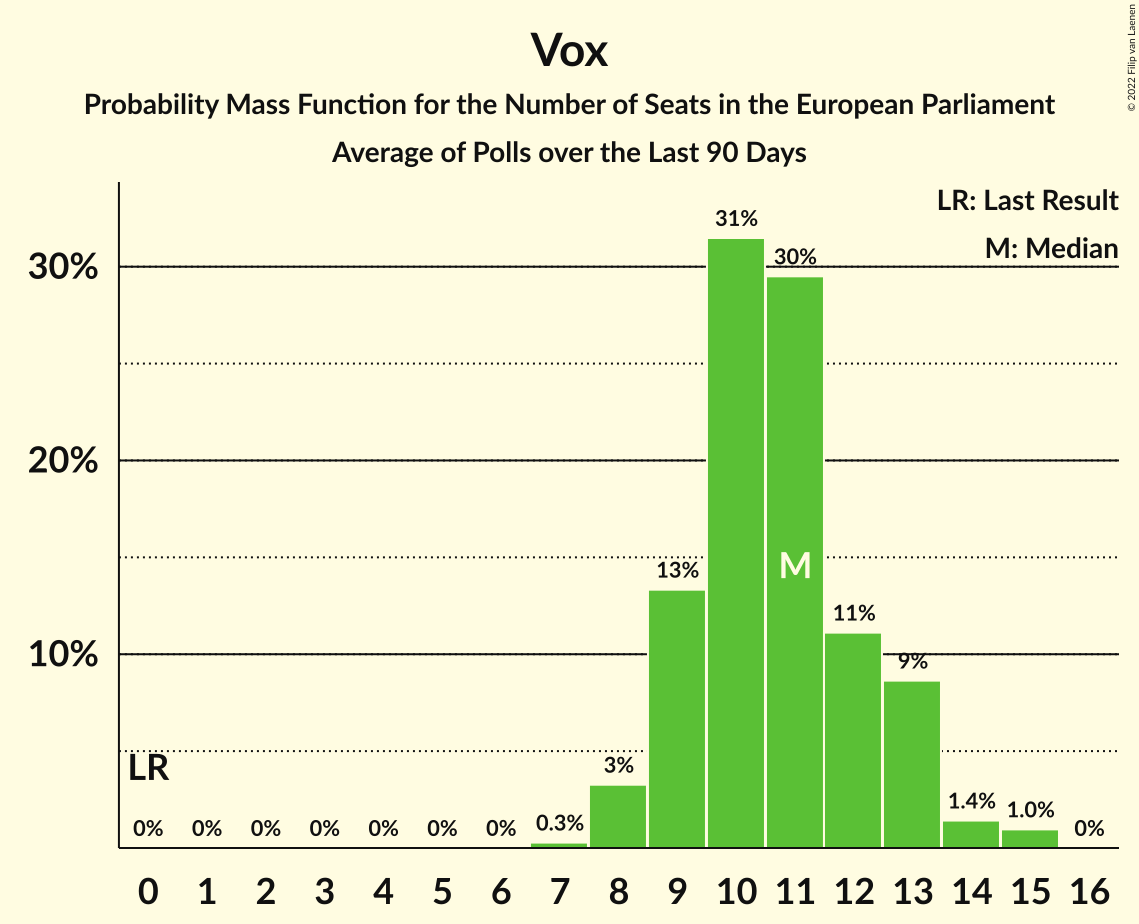 Vox
Probability Mass Function for the Number of Seats in the European Parliament
Average of Polls over the Last 90 Days
© 2022 Filip van Laenen
LR: Last Result
M: Median
30%
20%
10%
31%
30%
13%
11%
9%
3%
1.4%
1.0%
0.3%
0% 0% 0% 0% 0% 0% 0% 0%
M
LR
0 1 2 3 4 5 6 7 8 9 10 11 12 13 14 15 16